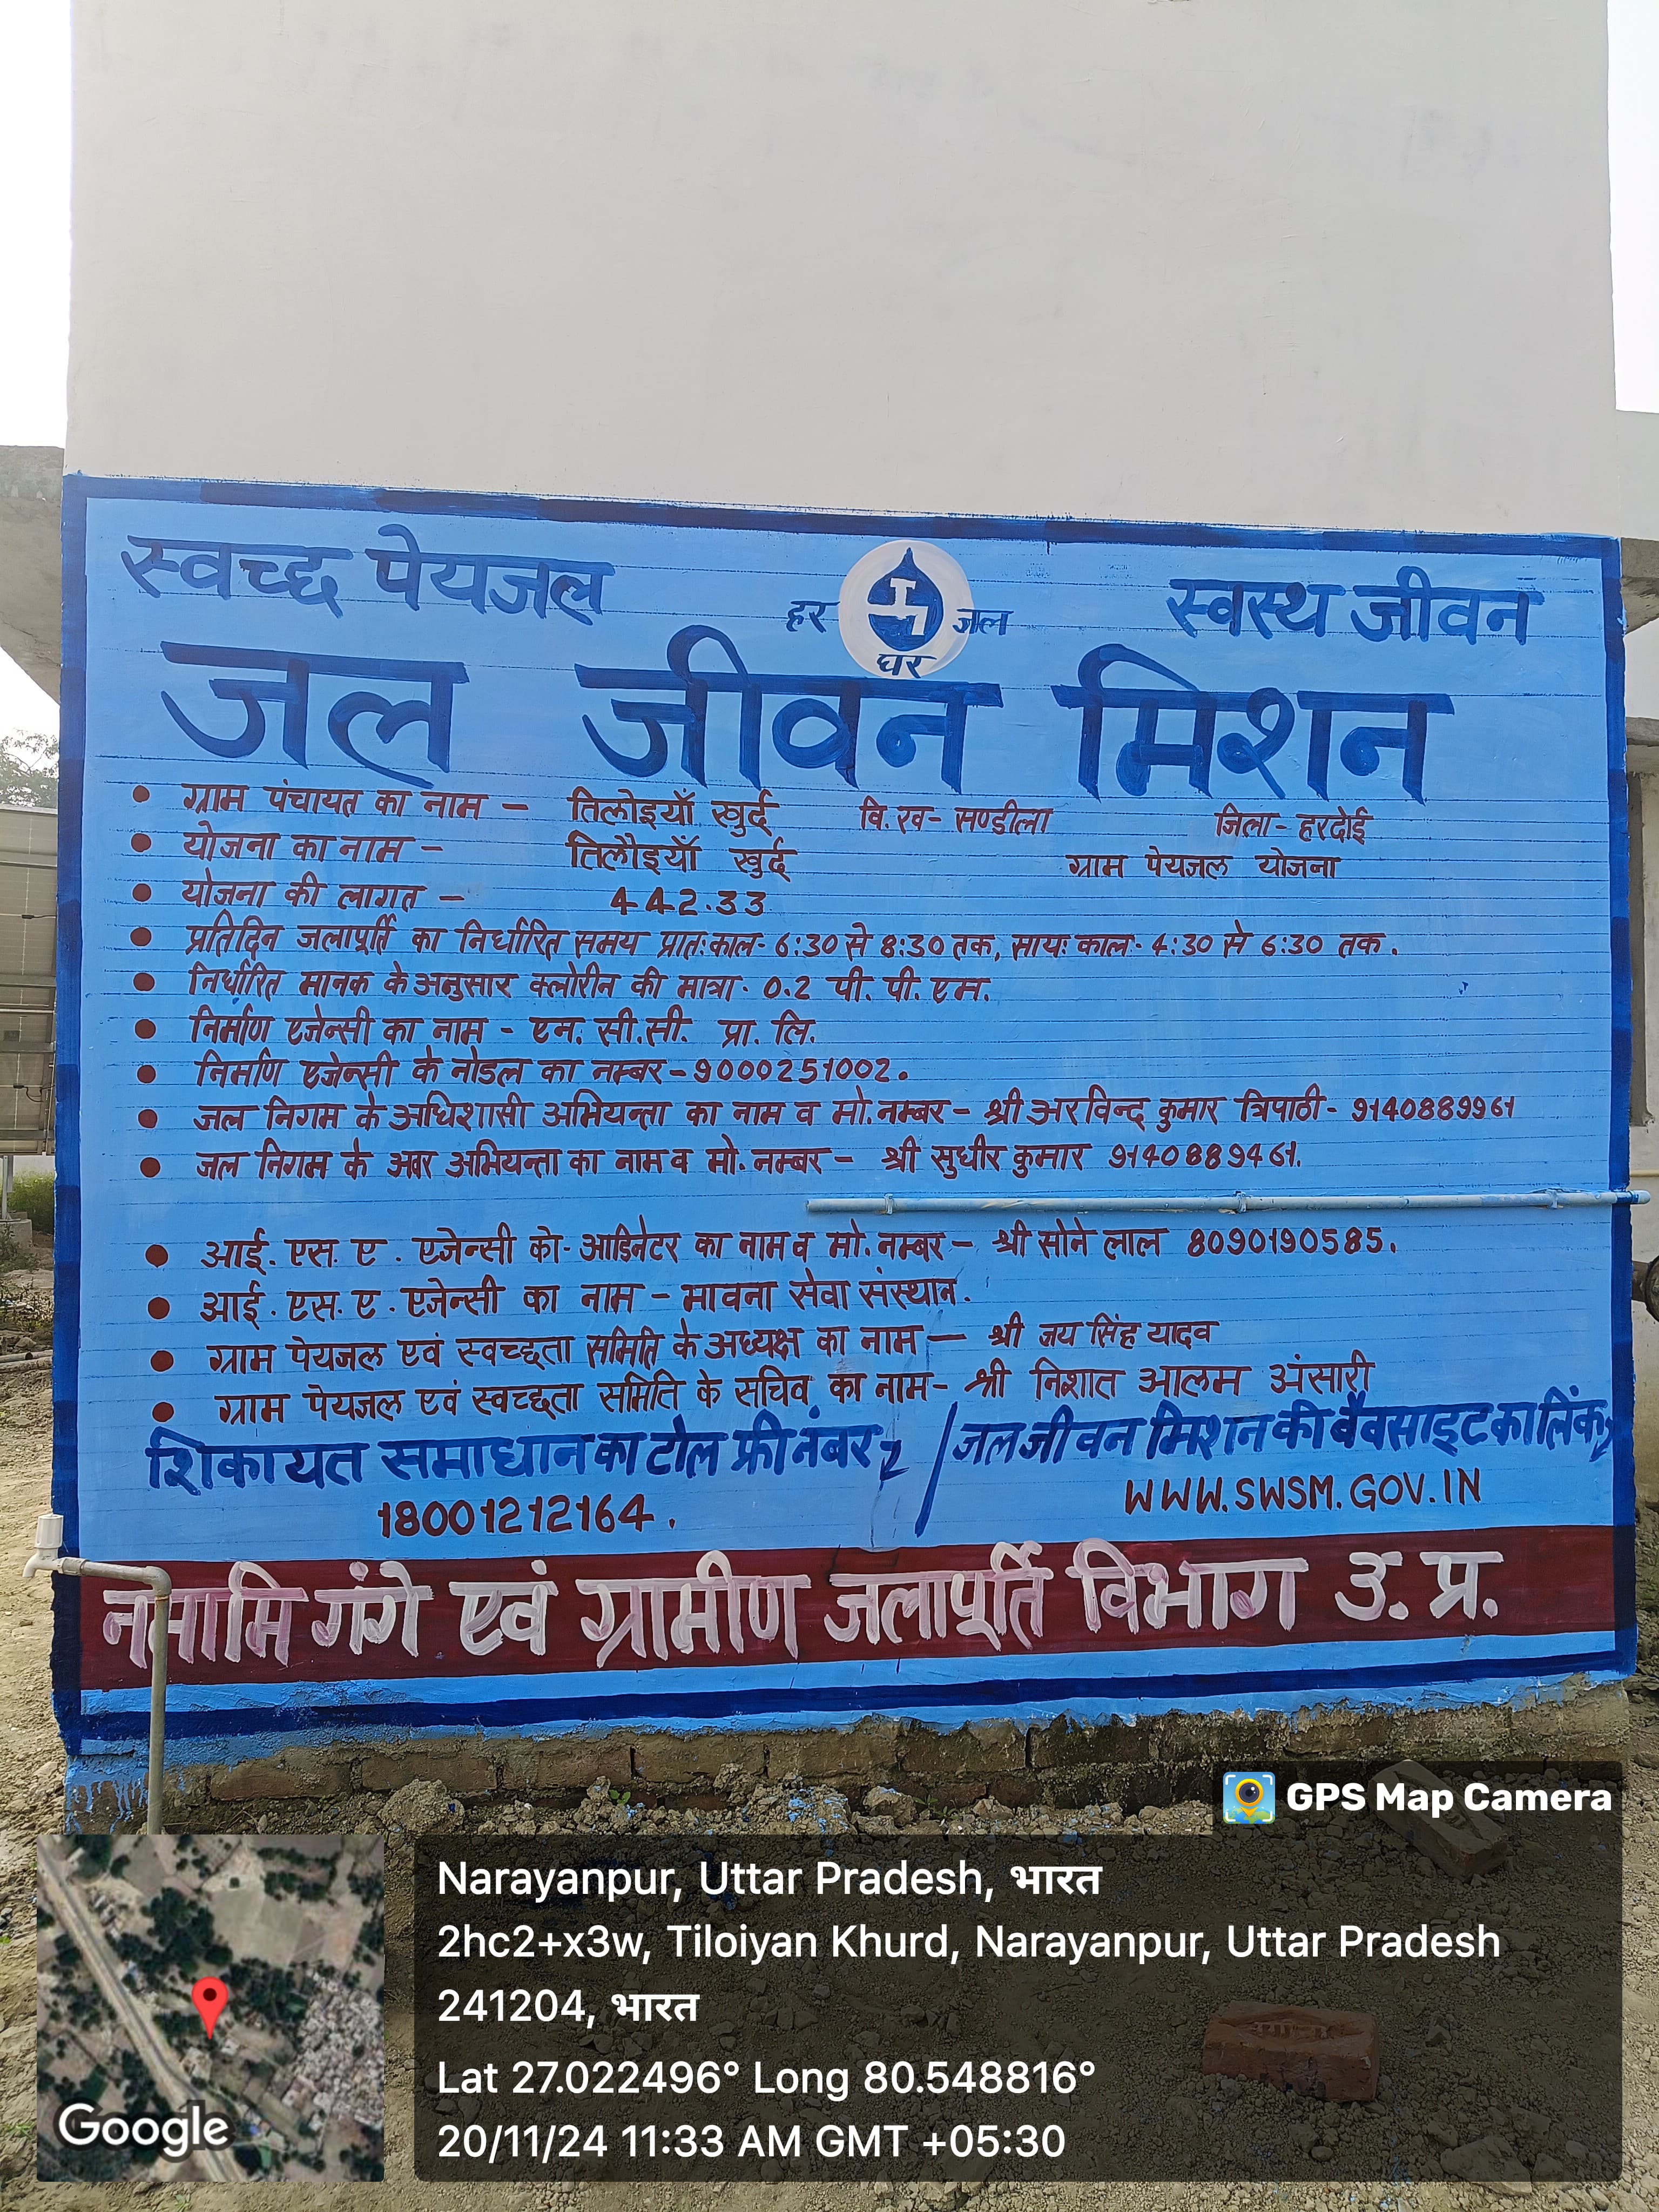 स्वच्छ पेयजल हर घर जल स्वस्थ जीवन
जल जीवन मिशन
• ग्राम पंचायत का नाम – तिलोइयाँ खुर्द वि.ख- सण्डीला जिला- हरदोई
• योजना का नाम – तिलौइयाँ खुर्द ग्राम पेयजल योजना
• योजना की लागत – 442.33
• प्रतिदिन जलापूर्ति का निर्धारित समय प्रातःकाल- 6:30 से 8:30 तक, सायः काल- 4:30 से 6:30 तक.
• निर्धारित मानक के अनुसार क्लोरीन की मात्रा- 0.2 पी. पी. एम.
• निर्माण एजेन्सी का नाम - एन. सी.सी. प्रा. लि.
• निर्माण एजेन्सी के नोडल का नम्बर-9000251002.
• जल निगम के अधिशासी अभियन्ता का नाम व मो. नम्बर- श्री अरविन्द कुमार त्रिपाठी- 9140889961
• जल निगम के अवर अभियन्ता का नाम व मो. नम्बर – श्री सुधीर कुमार 9140889461.
• आई. एस. ए. एजेन्सी को- आडिनेटर का नाम व मो. नम्बर – श्री सोने लाल 8090190585.
• आई. एस. ए. एजेन्सी का नाम – मावना सेवा संस्थान.
• ग्राम पेयजल एवं स्वच्छता समिति के अध्यक्ष का नाम – श्री जय सिंह यादव
• ग्राम पेयजल एवं स्वच्छता समिति के सचिव का नाम- श्री निशात आलम अंसारी
शिकायत समाधान का टोल फ्री नंबर / जल जीवन मिशन की वैबसाइट का लिंक
18001212164. WWW.SWSM.GOV.IN
नमामि गंगे एवं ग्रामीण जलापूर्ति विभाग उ. प्र.
GPS Map Camera
Narayanpur, Uttar Pradesh, भारत
2hc2+x3w, Tiloiyan Khurd, Narayanpur, Uttar Pradesh
241204, भारत
Lat 27.022496° Long 80.548816°
20/11/24 11:33 AM GMT +05:30
Google